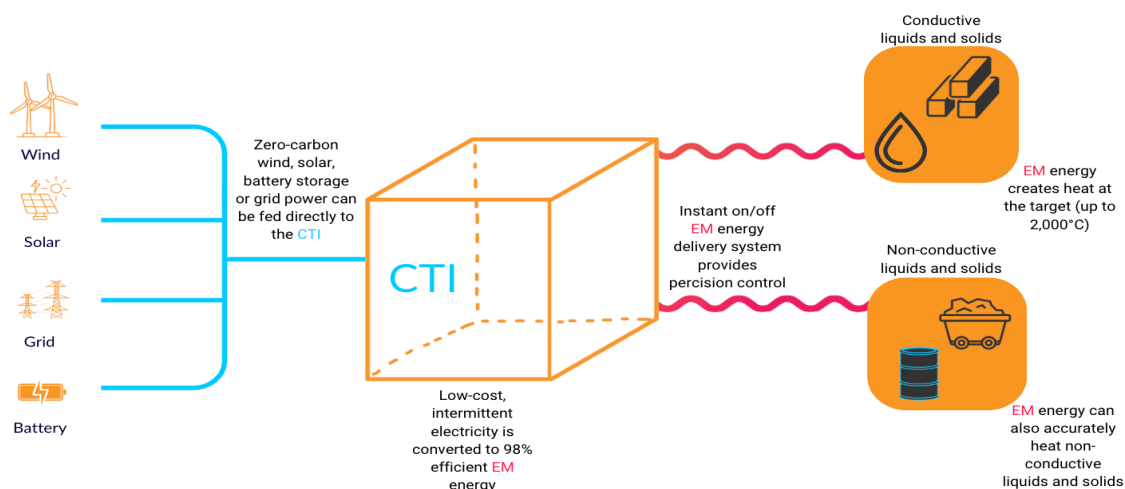 Wind
Solar
Grid
Battery
Zero-carbon
wind, solar,
battery storage
or grid power can
be fed directly to
the CTI
CTI
Low-cost,
intermittent
electricity is
converted to 98%
efficient EM
energy
Instant on/off
EM energy
delivery system
provides
percision control
Conductive
liquids and solids
EM energy
creates heat at
the target (up to
2,000°C)
Non-conductive
liquids and solids
EM energy can
also accurately
heat non-
conductive
liquids and solids